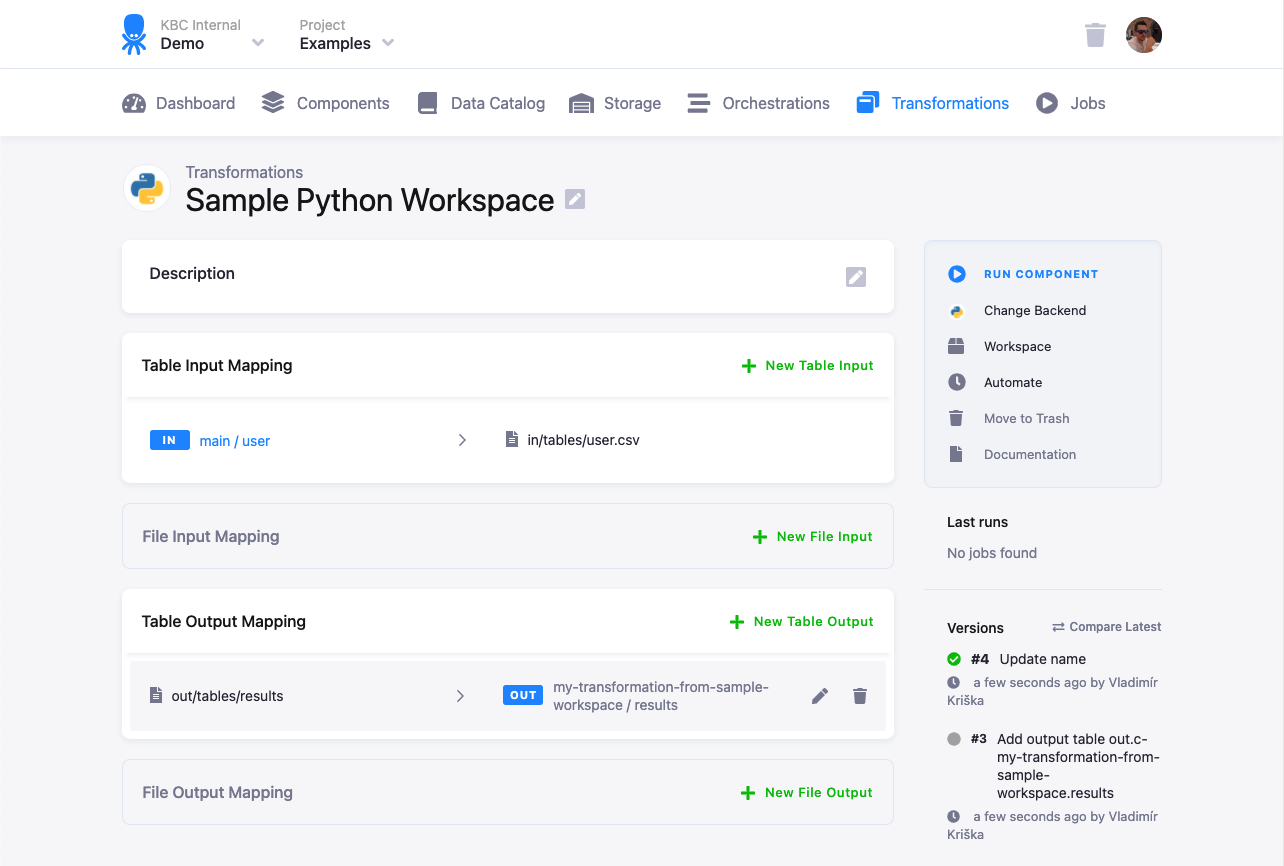 KBC Internal
Demo
Project
Examples
Dashboard
Components
Data Catalog
Storage
Orchestrations
Transformations
Jobs
Transformations
Sample Python Workspace
Description
Table Input Mapping
New Table Input
IN main / user
in/tables/user.csv
File Input Mapping
New File Input
Table Output Mapping
New Table Output
out/tables/results
OUT
my-transformation-from-sample-
workspace / results
File Output Mapping
New File Output
RUN COMPONENT
Change Backend
Workspace
Automate
Move to Trash
Documentation
Last runs
No jobs found
Versions
Compare Latest
#4 Update name
a few seconds ago by Vladimír
Kriška
#3 Add output table out.c-
my-transformation-from-
sample-
workspace.results
a few seconds ago by Vladimír
Kriška